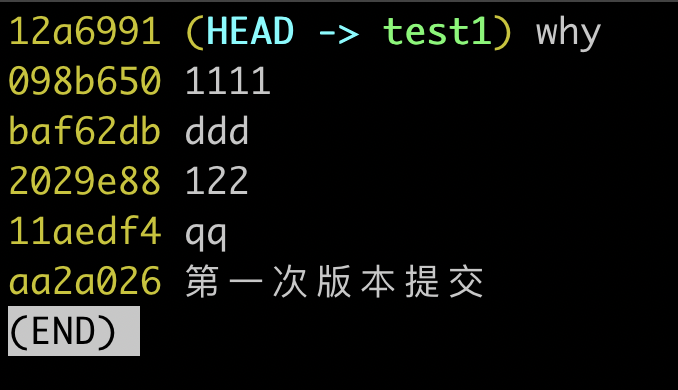 12a6991 (HEAD -> test1) why
098b650 1111
baf62db ddd
2029e88 122
11aedf4 qq
aa2a026 第一次版本提交
(END)